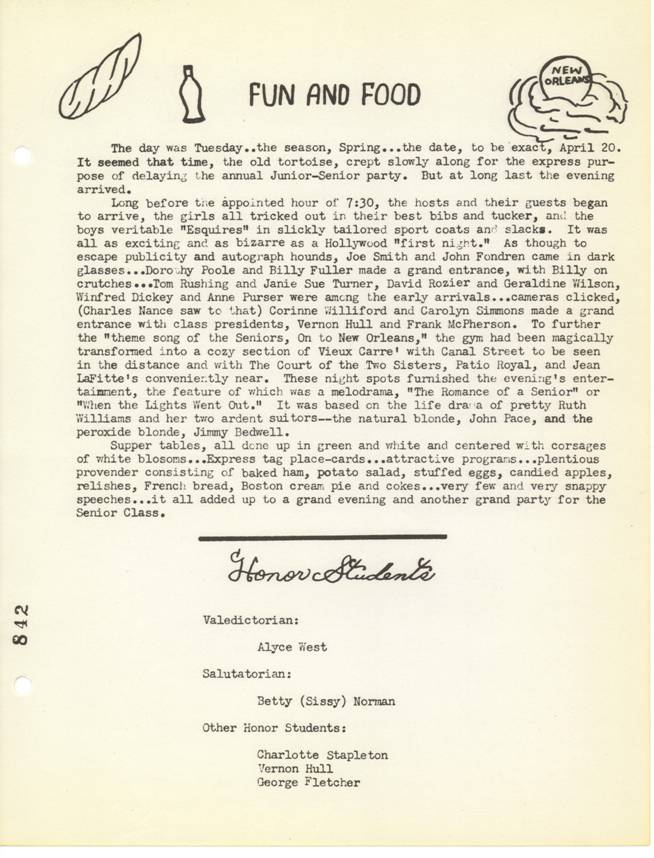 NEW
ORLEANS
FUN AND FOOD
The day was Tuesday..the season, Spring...the date, to be exact, April 20.
It seemed that time, the old tortoise, crept slowly along for the express pur-
pose of delaying the annual Junior-Senior party. But at long last the evening
arrived.
Long before the appointed hour of 7:30, the hosts and their guests began
to arrive, the girls all tricked out in their best bibs and tucker, and the
boys veritable "Esquires" in slickly tailored sport coats and slacks. It was
all as exciting and as bizarre as a Hollywood "first night." As though to
escape publicity and autograph hounds, Joe Smith and John Fondren came in dark
glasses...Dorothy Poole and Billy Fuller made a grand entrance, with Billy on
crutches...Tom Rushing and Janie Sue Turner, David Rozier and Geraldine Wilson,
Winfred Dickey and Anne Purser were among the early arrivals...cameras clicked,
(Charles Nance saw to that) Corinne Williford and Carolyn Simmons made a grand
entrance with class presidents, Vernon Hull and Frank McPherson. To further
the "theme song of the Seniors, On to New Orleans," the gym had been magically
transformed into a cozy section of Vieux Carre' with Canal Street to be seen
in the distance and with The Court of the Two Sisters, Patio Royal, and Jean
LaFitte's conveniently near. These night spots furnished the evening's enter-
tainment, the feature of which was a melodrama, "The Romance of a Senior" or
"When the Lights Went Out." It was based on the life drama of pretty Ruth
Williams and her two ardent suitors--the natural blonde, John Pace, and the
peroxide blonde, Jimmy Bedwell.
Supper tables, all done up in green and white and centered with corsages
of white blosoms...Express tag place-cards...attractive programs...plentious
provender consisting of baked ham, potato salad, stuffed eggs, candied apples,
relishes, French bread, Boston cream pie and cokes...very few and very snappy
speeches...it all added up to a grand evening and another grand party for the
Senior Class.
Honor Students
Valedictorian:
Alyce West
Salutatorian:
Betty (Sissy) Norman
Other Honor Students:
Charlotte Stapleton
Vernon Hull
George Fletcher
842